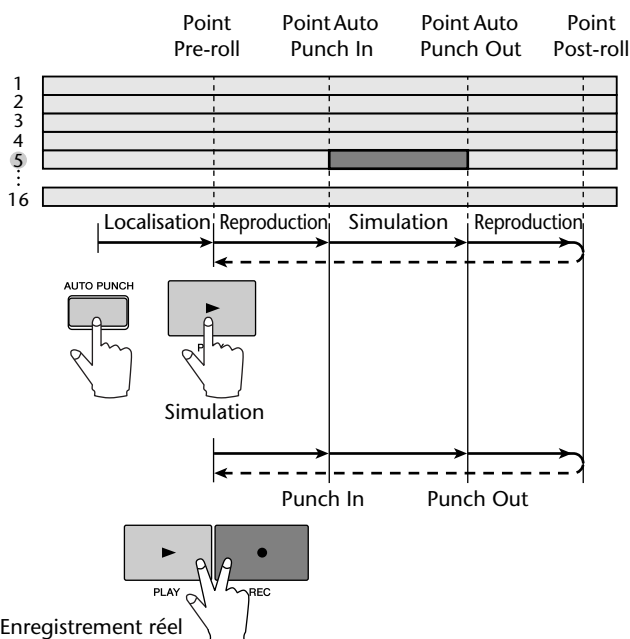 Point Pre-roll
Point Auto Punch In
Point Auto Punch Out
Point Post-roll
1
2
3
4
5
16
Localisation Reproduction Simulation Reproduction
AUTO PUNCH
Simulation
Punch In Punch Out
PLAY REC
Enregistrement réel